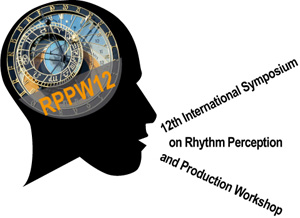 RPPW12
12th International Symposium
on Rhythm Perception
and Production Workshop